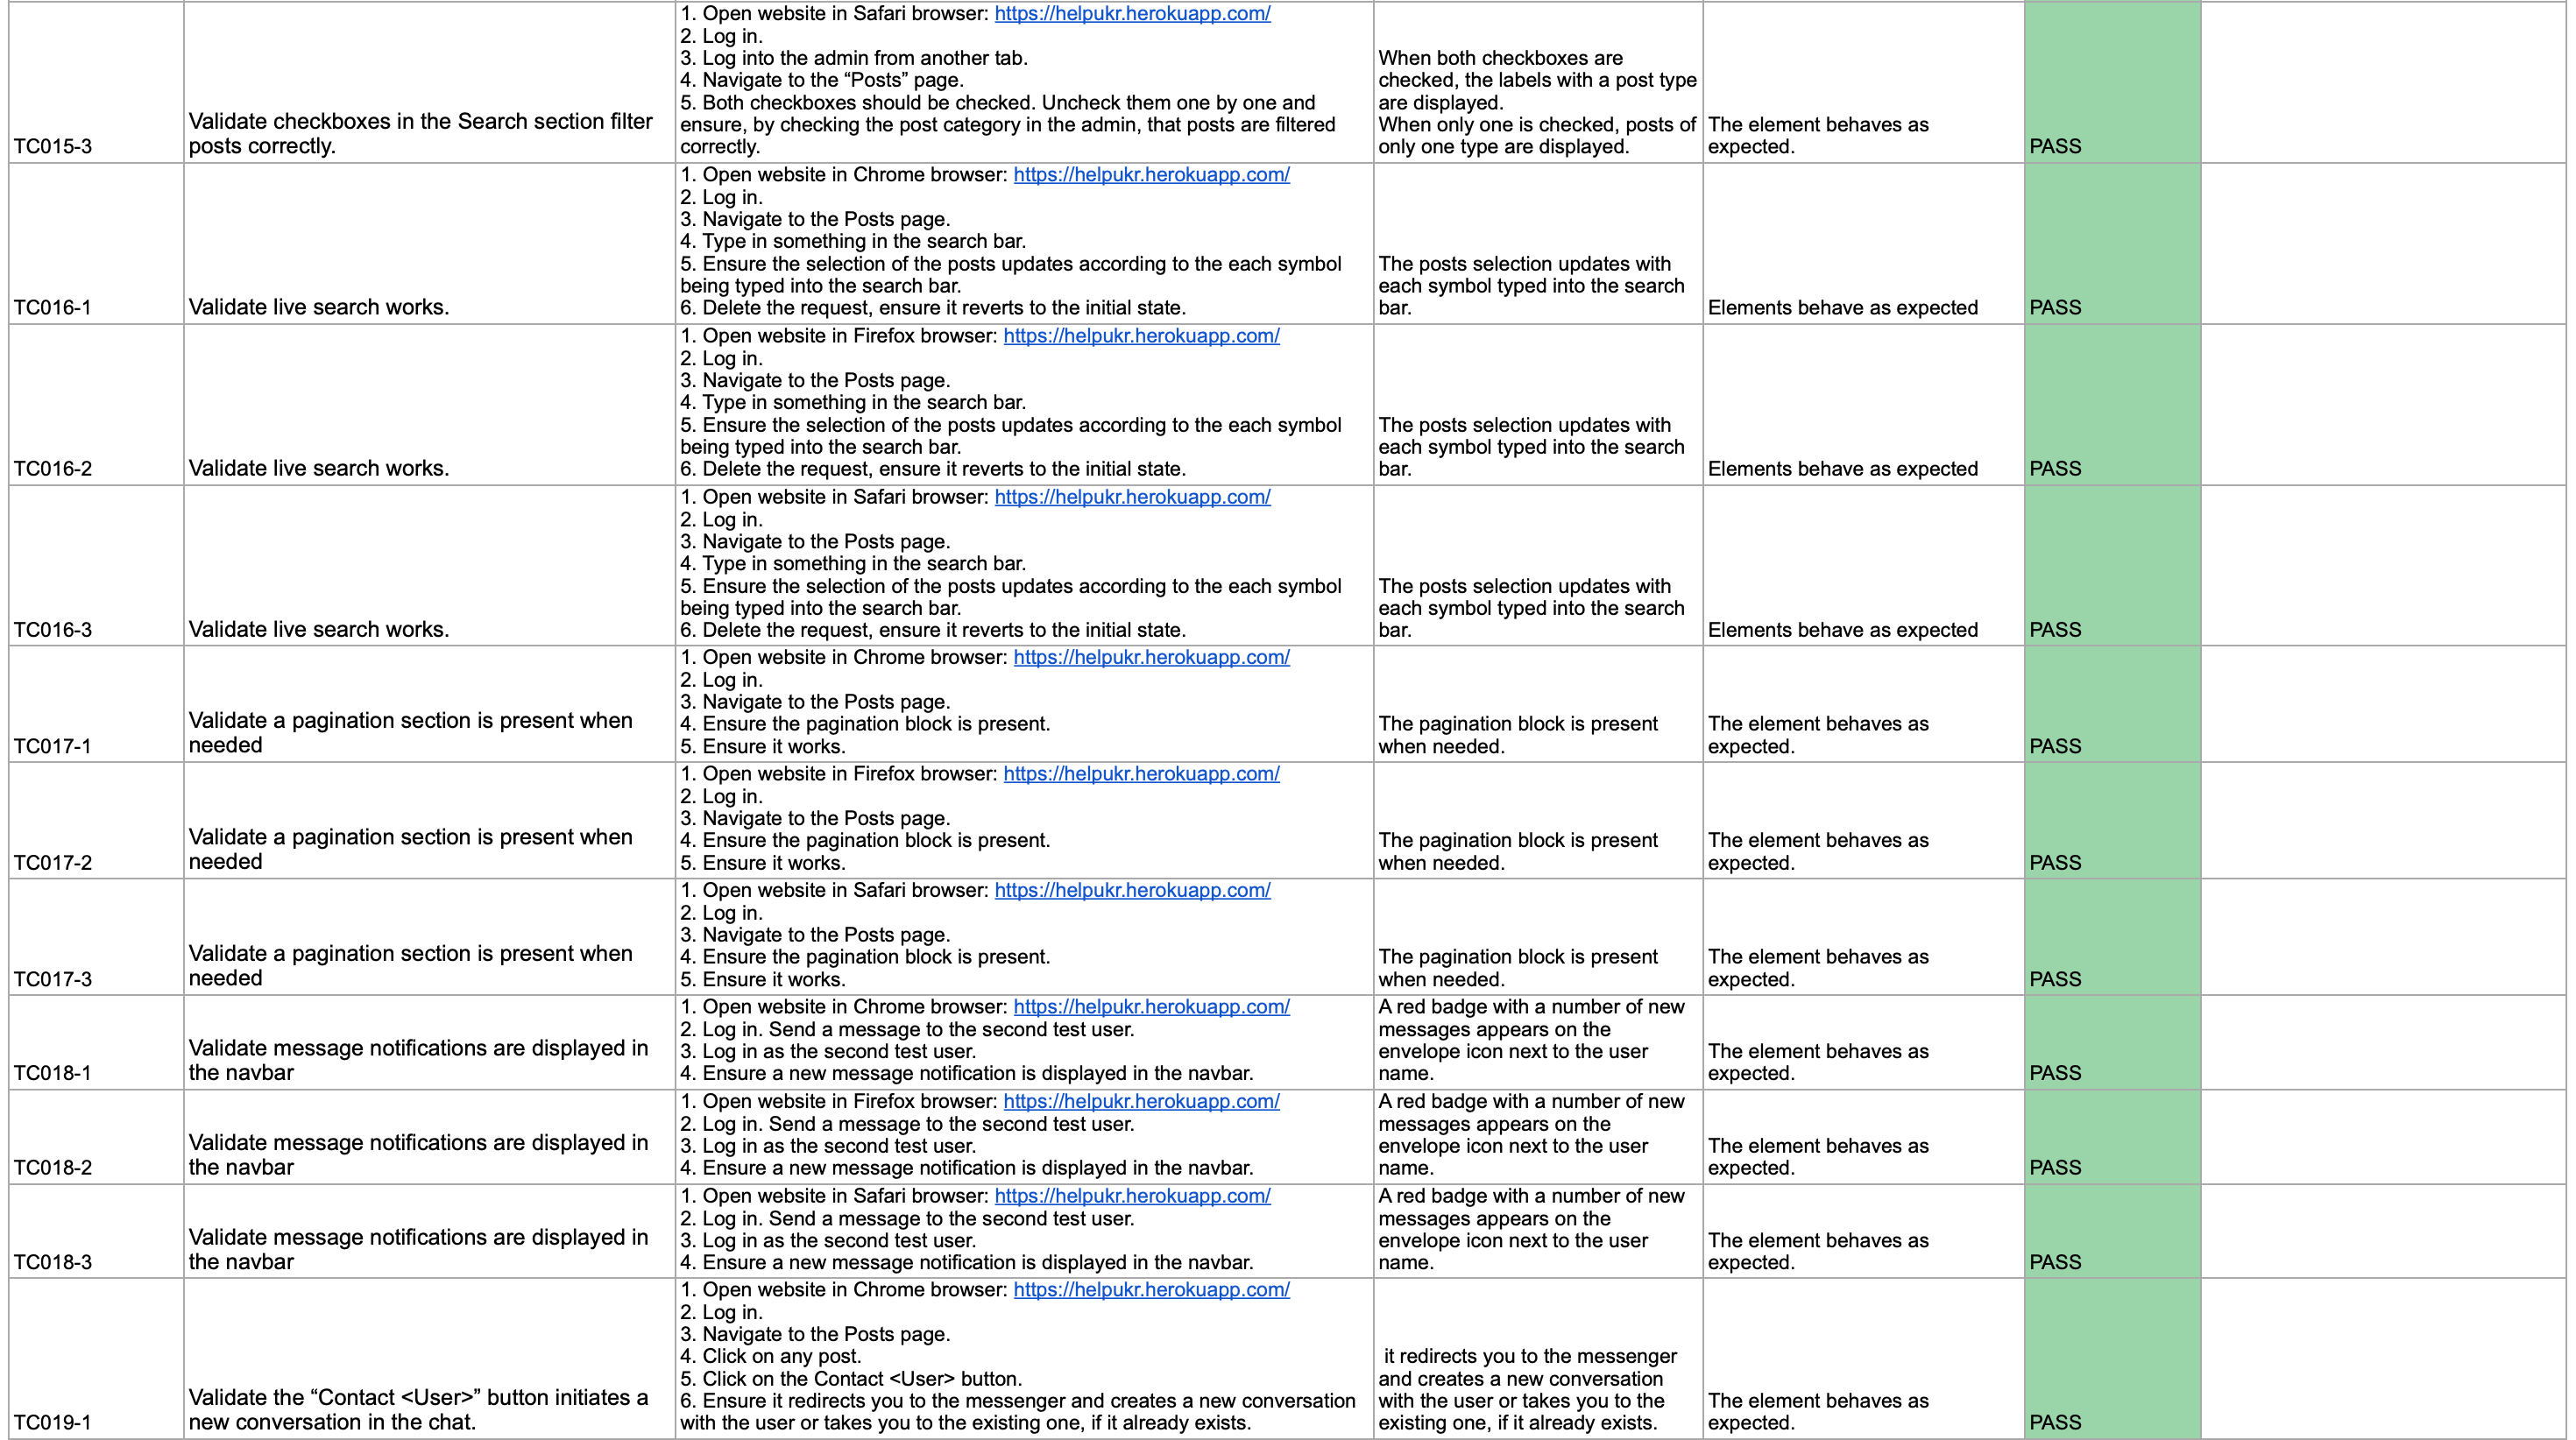 TC015-3
Validate checkboxes in the Search section filter
posts correctly.
1. Open website in Safari browser: https://helpukr.herokuapp.com/
2. Log in.
3. Log into the admin from another tab.
4. Navigate to the “Posts” page.
5. Both checkboxes should be checked. Uncheck them one by one and
ensure, by checking the post category in the admin, that posts are filtered
correctly.
When both checkboxes are
checked, the labels with a post type
are displayed.
When only one is checked, posts of
only one type are displayed.
The element behaves as
expected.
PASS
TC016-1
Validate live search works.
1. Open website in Chrome browser: https://helpukr.herokuapp.com/
2. Log in.
3. Navigate to the Posts page.
4. Type in something in the search bar.
5. Ensure the selection of the posts updates according to the each symbol
being typed into the search bar.
6. Delete the request, ensure it reverts to the initial state.
The posts selection updates with
each symbol typed into the search
bar.
Elements behave as expected
PASS
TC016-2
Validate live search works.
1. Open website in Firefox browser: https://helpukr.herokuapp.com/
2. Log in.
3. Navigate to the Posts page.
4. Type in something in the search bar.
5. Ensure the selection of the posts updates according to the each symbol
being typed into the search bar.
6. Delete the request, ensure it reverts to the initial state.
The posts selection updates with
each symbol typed into the search
bar.
Elements behave as expected
PASS
TC016-3
Validate live search works.
1. Open website in Safari browser: https://helpukr.herokuapp.com/
2. Log in.
3. Navigate to the Posts page.
4. Type in something in the search bar.
5. Ensure the selection of the posts updates according to the each symbol
being typed into the search bar.
6. Delete the request, ensure it reverts to the initial state.
The posts selection updates with
each symbol typed into the search
bar.
Elements behave as expected
PASS
TC017-1
Validate a pagination section is present when
needed
1. Open website in Chrome browser: https://helpukr.herokuapp.com/
2. Log in.
3. Navigate to the Posts page.
4. Ensure the pagination block is present.
5. Ensure it works.
The pagination block is present
when needed.
The element behaves as
expected.
PASS
TC017-2
Validate a pagination section is present when
needed
1. Open website in Firefox browser: https://helpukr.herokuapp.com/
2. Log in.
3. Navigate to the Posts page.
4. Ensure the pagination block is present.
5. Ensure it works.
The pagination block is present
when needed.
The element behaves as
expected.
PASS
TC017-3
Validate a pagination section is present when
needed
1. Open website in Safari browser: https://helpukr.herokuapp.com/
2. Log in.
3. Navigate to the Posts page.
4. Ensure the pagination block is present.
5. Ensure it works.
The pagination block is present
when needed.
The element behaves as
expected.
PASS
TC018-1
Validate message notifications are displayed in
the navbar
1. Open website in Chrome browser: https://helpukr.herokuapp.com/
2. Log in. Send a message to the second test user.
3. Log in as the second test user.
4. Ensure a new message notification is displayed in the navbar.
A red badge with a number of new
messages appears on the
envelope icon next to the user
name.
The element behaves as
expected.
PASS
TC018-2
Validate message notifications are displayed in
the navbar
1. Open website in Firefox browser: https://helpukr.herokuapp.com/
2. Log in. Send a message to the second test user.
3. Log in as the second test user.
4. Ensure a new message notification is displayed in the navbar.
A red badge with a number of new
messages appears on the
envelope icon next to the user
name.
The element behaves as
expected.
PASS
TC018-3
Validate message notifications are displayed in
the navbar
1. Open website in Safari browser: https://helpukr.herokuapp.com/
2. Log in. Send a message to the second test user.
3. Log in as the second test user.
4. Ensure a new message notification is displayed in the navbar.
A red badge with a number of new
messages appears on the
envelope icon next to the user
name.
The element behaves as
expected.
PASS
TC019-1
Validate the “Contact <User>” button initiates a
new conversation in the chat.
1. Open website in Chrome browser: https://helpukr.herokuapp.com/
2. Log in.
3. Navigate to the Posts page.
4. Click on any post.
5. Click on the Contact <User> button.
6. Ensure it redirects you to the messenger and creates a new conversation
with the user or takes you to the existing one, if it already exists.
it redirects you to the messenger
and creates a new conversation
with the user or takes you to the
existing one, if it already exists.
The element behaves as
expected.
PASS